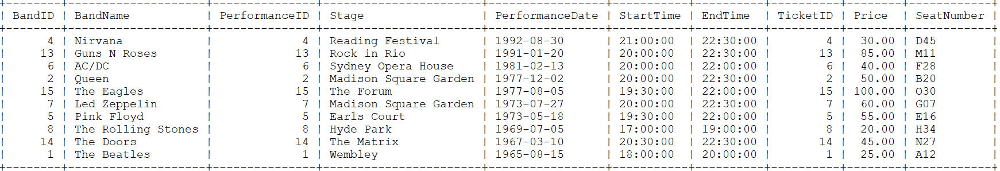 +--------+--------------------+---------------+----------------------+-----------------+-----------+----------+----------+--------+------------+
| BandID | BandName           | PerformanceID | Stage                | PerformanceDate | StartTime | EndTime  | TicketID | Price  | SeatNumber |
+--------+--------------------+---------------+----------------------+-----------------+-----------+----------+----------+--------+------------+
|      4 | Nirvana            |             4 | Reading Festival     | 1992-08-30      | 21:00:00  | 22:30:00 |        4 |  30.00 | D45        |
|     13 | Guns N Roses       |            13 | Rock in Rio          | 1991-01-20      | 20:00:00  | 22:30:00 |       13 |  85.00 | M11        |
|      6 | AC/DC              |             6 | Sydney Opera House   | 1981-02-13      | 20:00:00  | 22:00:00 |        6 |  40.00 | F28        |
|      2 | Queen              |             2 | Madison Square Garden | 1977-12-02      | 20:00:00  | 22:30:00 |        2 |  50.00 | B20        |
|     15 | The Eagles         |            15 | The Forum            | 1977-08-05      | 19:30:00  | 22:00:00 |       15 | 100.00 | O30        |
|      7 | Led Zeppelin       |             7 | Madison Square Garden | 1973-07-27      | 20:00:00  | 22:30:00 |        7 |  60.00 | G07        |
|      5 | Pink Floyd         |             5 | Earls Court          | 1973-05-18      | 19:30:00  | 22:00:00 |        5 |  55.00 | E16        |
|      8 | The Rolling Stones |             8 | Hyde Park            | 1969-07-05      | 17:00:00  | 19:00:00 |        8 |  20.00 | H34        |
|     14 | The Doors          |            14 | The Matrix           | 1967-03-10      | 20:30:00  | 22:30:00 |       14 |  45.00 | N27        |
|      1 | The Beatles        |             1 | Wembley              | 1965-08-15      | 18:00:00  | 20:00:00 |        1 |  25.00 | A12        |
+--------+--------------------+---------------+----------------------+-----------------+-----------+----------+----------+--------+------------+